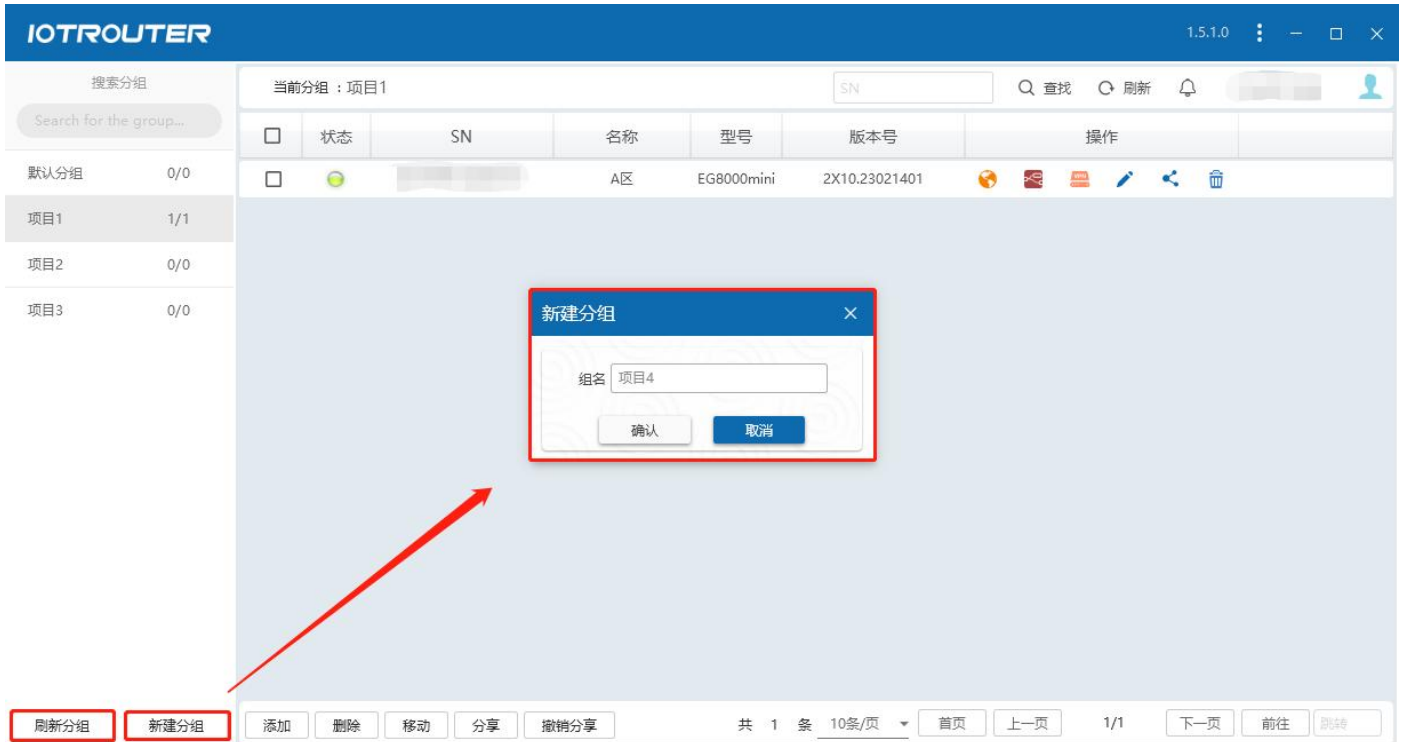 IOTROUTER
1.5.1.0
搜索分组
Search for the group...
当前分组：项目1
SN
查找
刷新
状态 SN 名称 型号 版本号 操作
默认分组 0/0
A区 EG8000mini 2X10.23021401
项目1 1/1
项目2 0/0
项目3 0/0
新建分组
组名 项目4
确认 取消
刷新分组 新建分组 添加 删除 移动 分享 撤销分享 共 1 条 10条/页 首页 上一页 1/1 下一页 前往 跳转